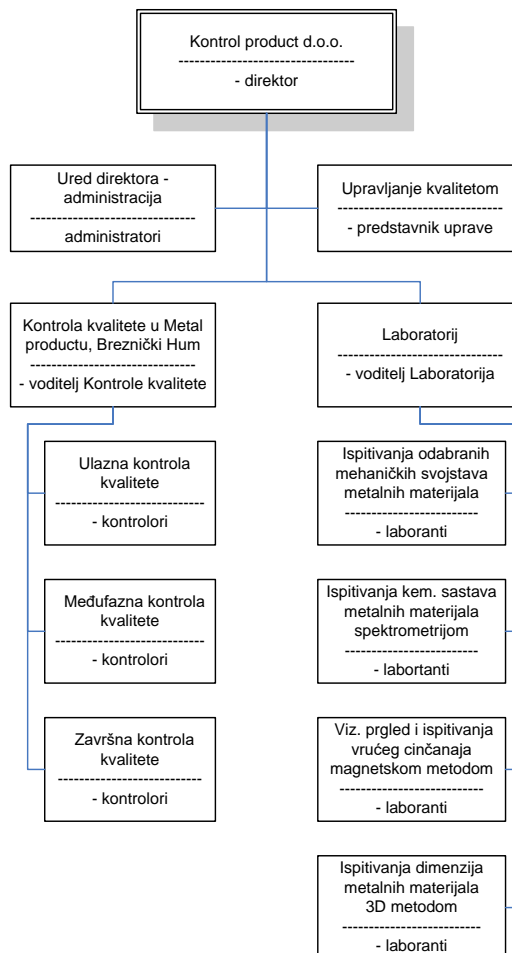 Kontrol product d.o.o.
---------------------------------
- direktor
Ured direktora -
administracija
-------------------------------
administratori
Upravljanje kvalitetom
-------------------------------
- predstavnik uprave
Kontrola kvalitete u Metal
productu, Breznički Hum
-------------------------------
- voditelj Kontrole kvalitete
Laboratorij
-------------------------------
- voditelj Laboratorija
Ulazna kontrola
kvalitete
----------------------------
- kontrolori
Međufazna kontrola
kvalitete
----------------------------
- kontrolori
Završna kontrola
kvalitete
---------------------------
- kontrolori
Ispitivanja odabranih
mehaničkih svojstava
metalnih materijala
-------------------------
- laboranti
Ispitivanja kem. sastava
metalnih materijala
spektrometrijom
-------------------------
- labortanti
Viz. prgled i ispitivanja
vrućeg cinčanaja
magnetskom metodom
---------------------------
- laboranti
Ispitivanja dimenzija
metalnih materijala
3D metodom
--------------------------
- laboranti